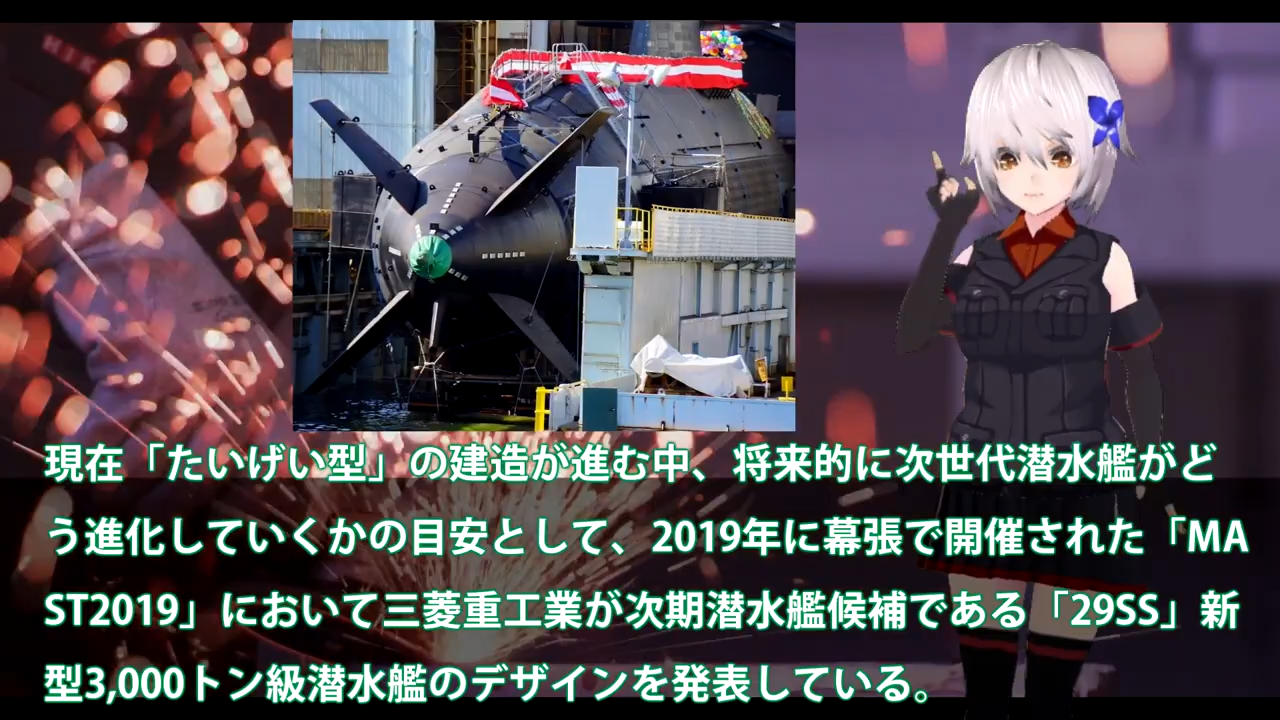 現在「たいげい型」の建造が進む中、将来的に次世代潜水艦がど
う進化していくかの目安として、2019年に幕張で開催された「MA
ST2019」において三菱重工業が次期潜水艦候補である「29SS」新
型3,000トン級潜水艦のデザインを発表している。